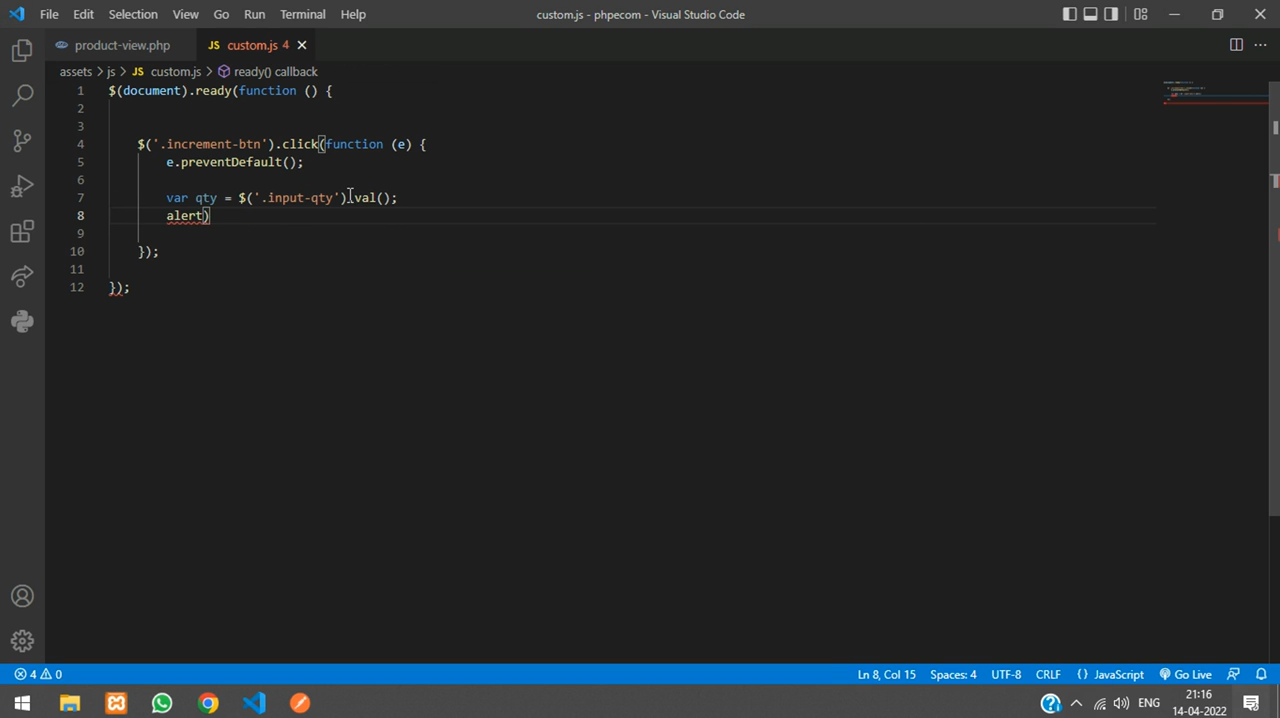 File Edit Selection View Go Run Terminal Help custom.js - phpecom - Visual Studio Code
product-view.php JS custom.js 4
assets > js > JS custom.js > ready() callback
1 $(document).ready(function () {
2
3
4 $('.increment-btn').click(function (e) {
5 e.preventDefault();
6
7 var qty = $('.input-qty').val();
8 alert)
9
10 });
11
12 });
4 0 Ln 8, Col 15 Spaces: 4 UTF-8 CRLF {} JavaScript Go Live
ENG 21:16
14-04-2022